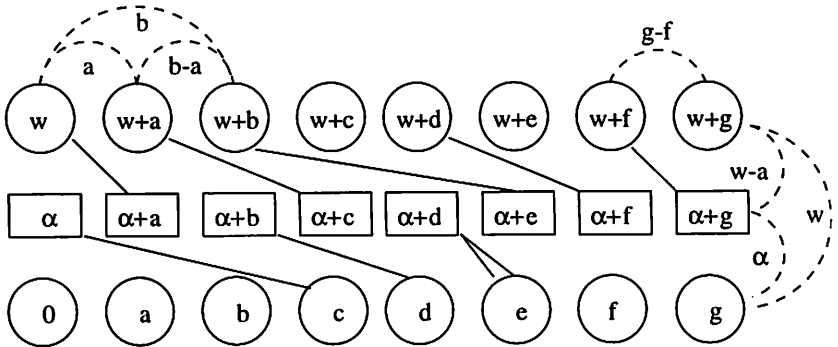 b
g-f
a b-a
w w+a w+b w+c w+d w+e w+f w+g
w-a
α α+a α+b α+c α+d α+e α+f α+g w
α
0 a b c d e f g